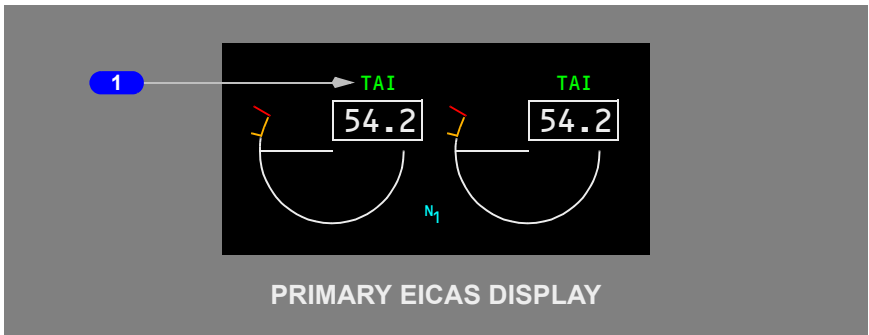 1 TAI TAI
54.2 54.2
N1
PRIMARY EICAS DISPLAY